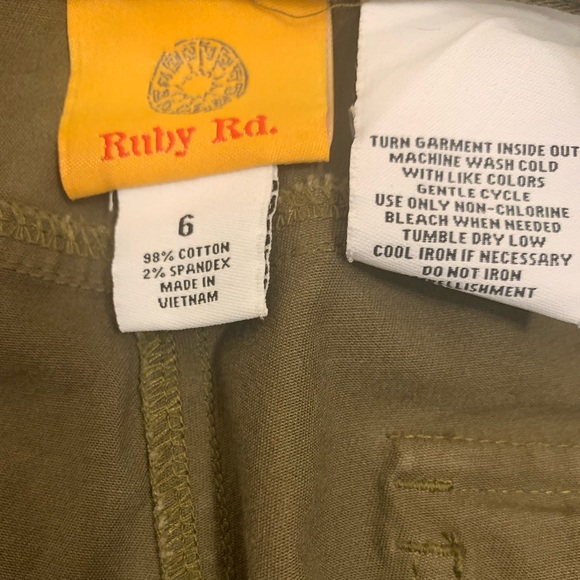 Ruby Rd.
6
98% COTTON
2% SPANDEX
MADE IN
VIETNAM
TURN GARMENT INSIDE OUT
MACHINE WASH COLD
WITH LIKE COLORS
GENTLE CYCLE
USE ONLY NON-CHLORINE
BLEACH WHEN NEEDED
TUMBLE DRY LOW
COOL IRON IF NECESSARY
DO NOT IRON